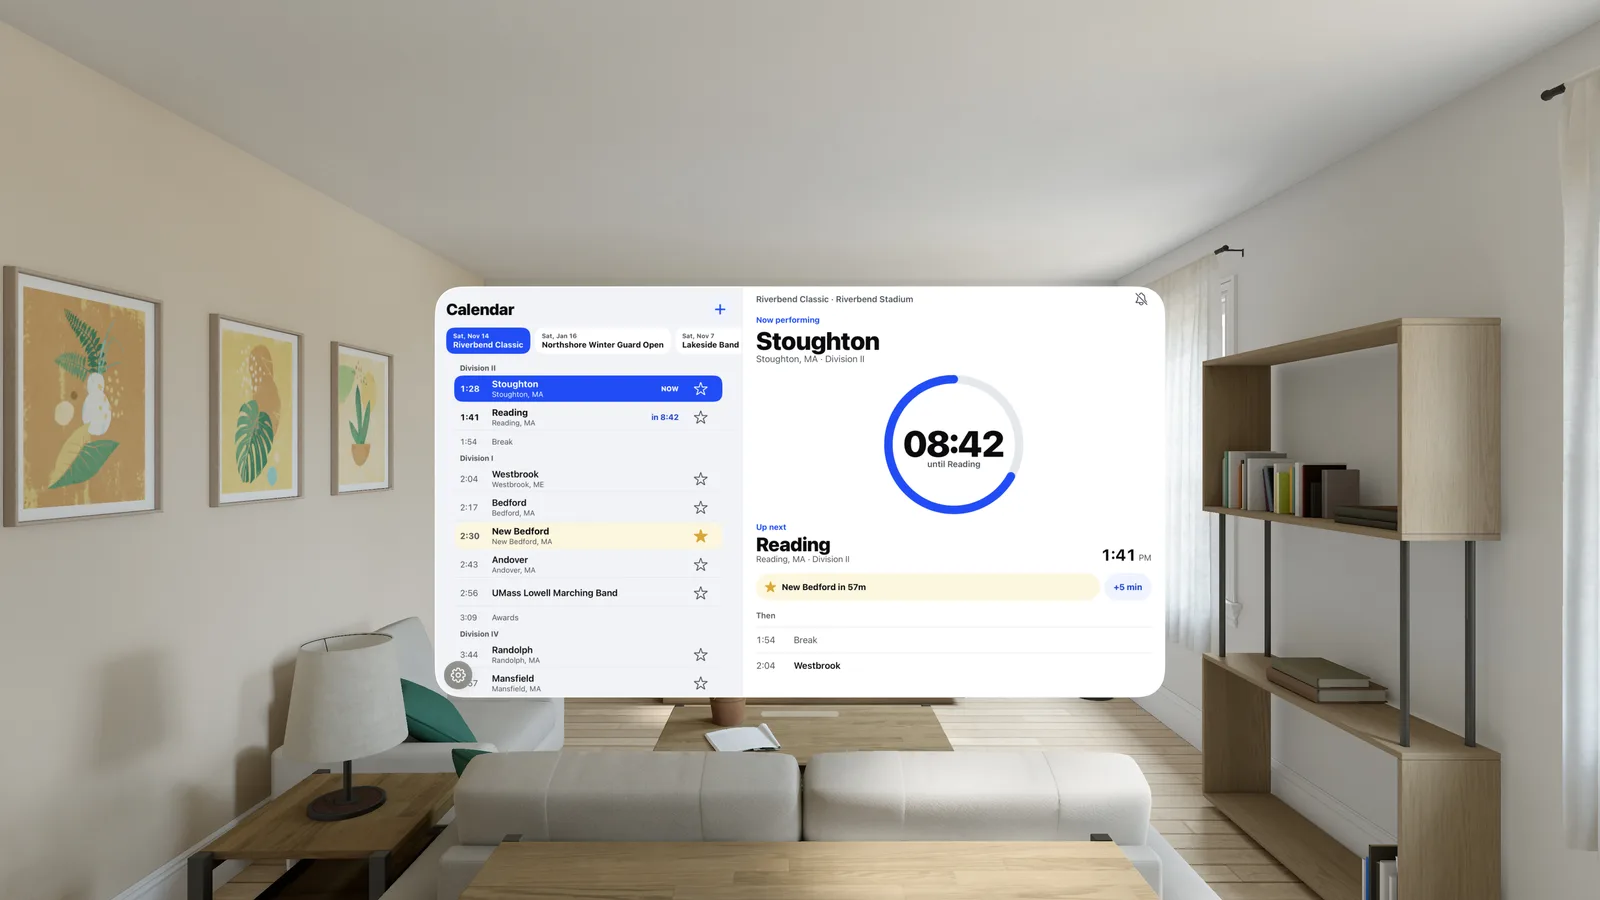 Calendar
+
Sat, Nov 14
Riverbend Classic
Sat, Jan 16
Northshore Winter Guard Open
Sat, Nov 7
Lakeside Band
Division II
1:28 Stoughton NOW
Stoughton, MA
1:41 Reading in 8:42
Reading, MA
1:54 Break
Division I
2:04 Westbrook
Westbrook, ME
2:17 Bedford
Bedford, MA
2:30 New Bedford
New Bedford, MA
2:43 Andover
Andover, MA
2:56 UMass Lowell Marching Band
3:09 Awards
Division IV
3:44 Randolph
Randolph, MA
57 Mansfield
Mansfield, MA
Riverbend Classic · Riverbend Stadium
Now performing
Stoughton
Stoughton, MA · Division II
08:42
until Reading
Up next
Reading
Reading, MA · Division II
1:41 PM
New Bedford in 57m
+5 min
Then
1:54 Break
2:04 Westbrook